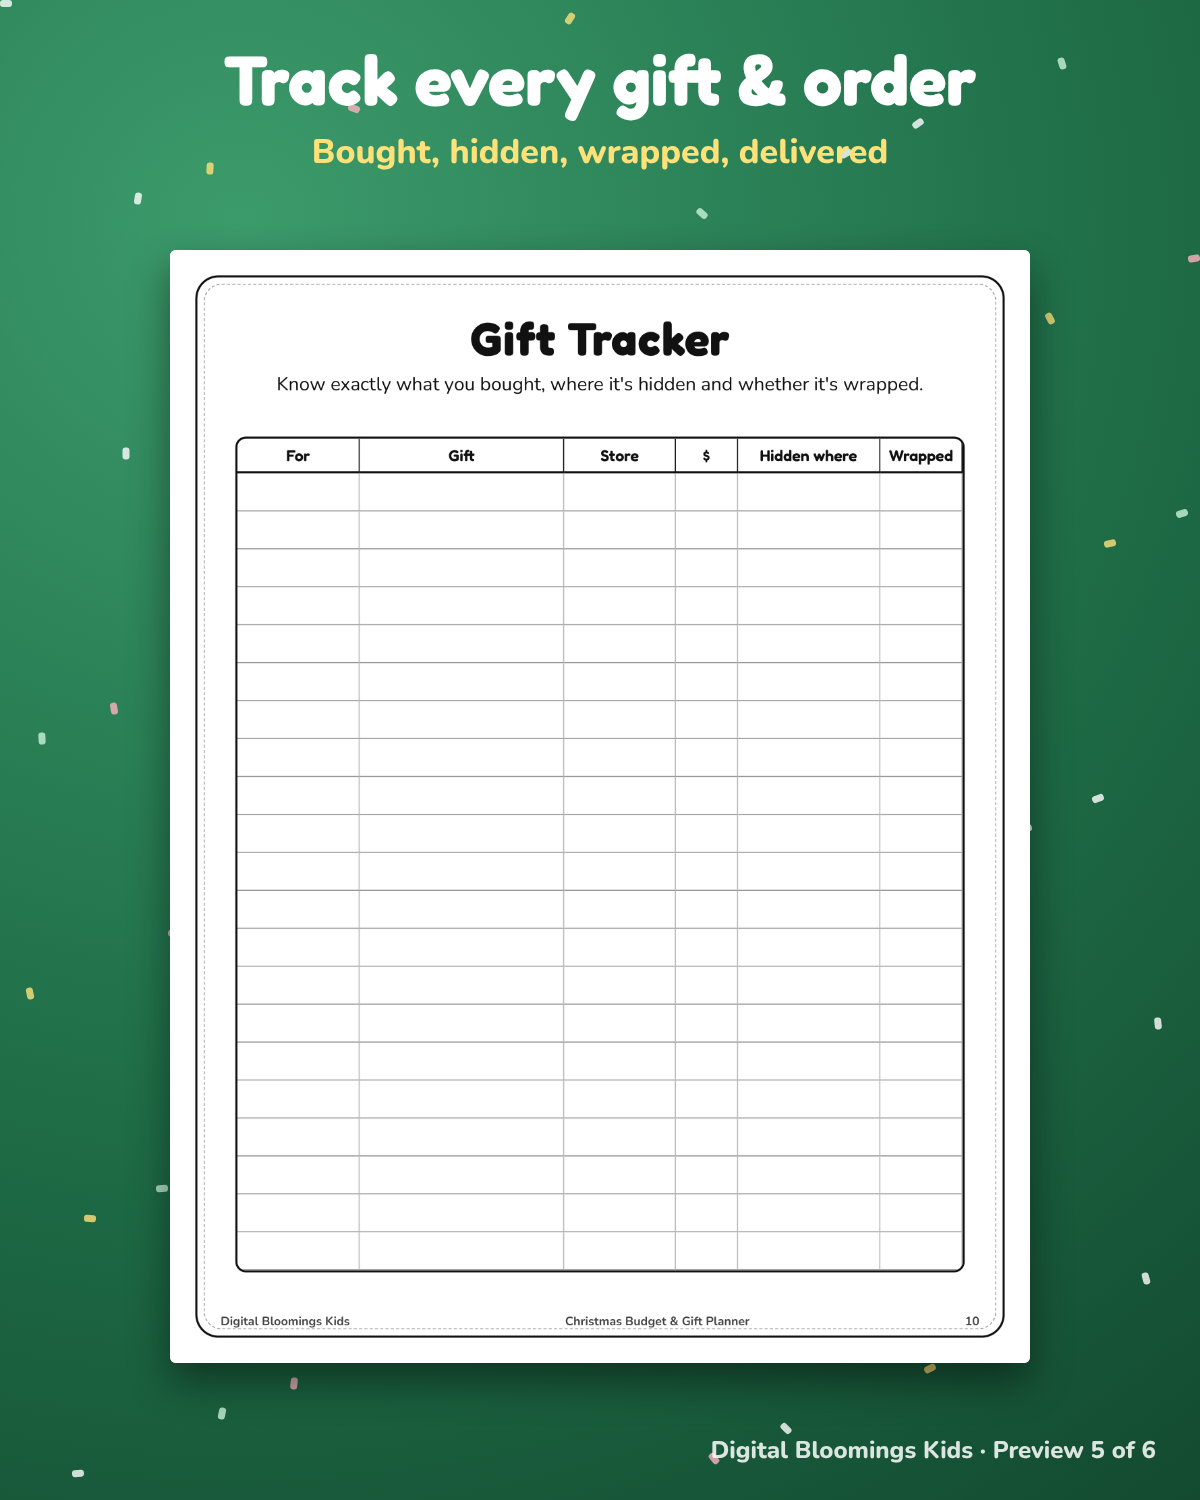 Track every gift & order
Bought, hidden, wrapped, delivered
Gift Tracker
Know exactly what you bought, where it's hidden and whether it's wrapped.
For Gift Store $ Hidden where Wrapped
Digital Bloomings Kids Christmas Budget & Gift Planner 10
Digital Bloomings Kids · Preview 5 of 6